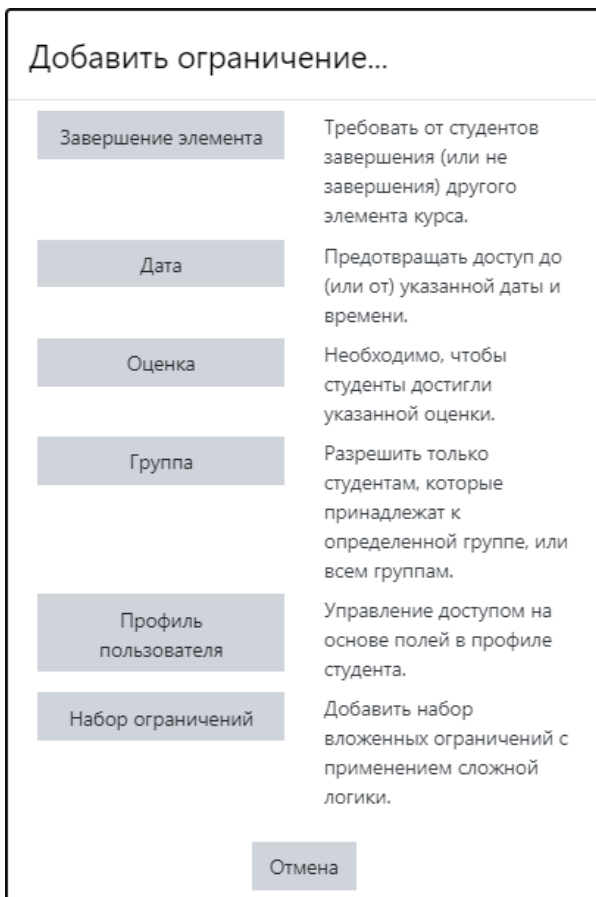 Добавить ограничение...
Завершение элемента
Требовать от студентов
завершения (или не
завершения) другого
элемента курса.
Дата
Предотвращать доступ до
(или от) указанной даты и
времени.
Оценка
Необходимо, чтобы
студенты достигли
указанной оценки.
Группа
Разрешить только
студентам, которые
принадлежат к
определенной группе, или
всем группам.
Профиль
пользователя
Управление доступом на
основе полей в профиле
студента.
Набор ограничений
Добавить набор
вложенных ограничений с
применением сложной
логики.
Отмена